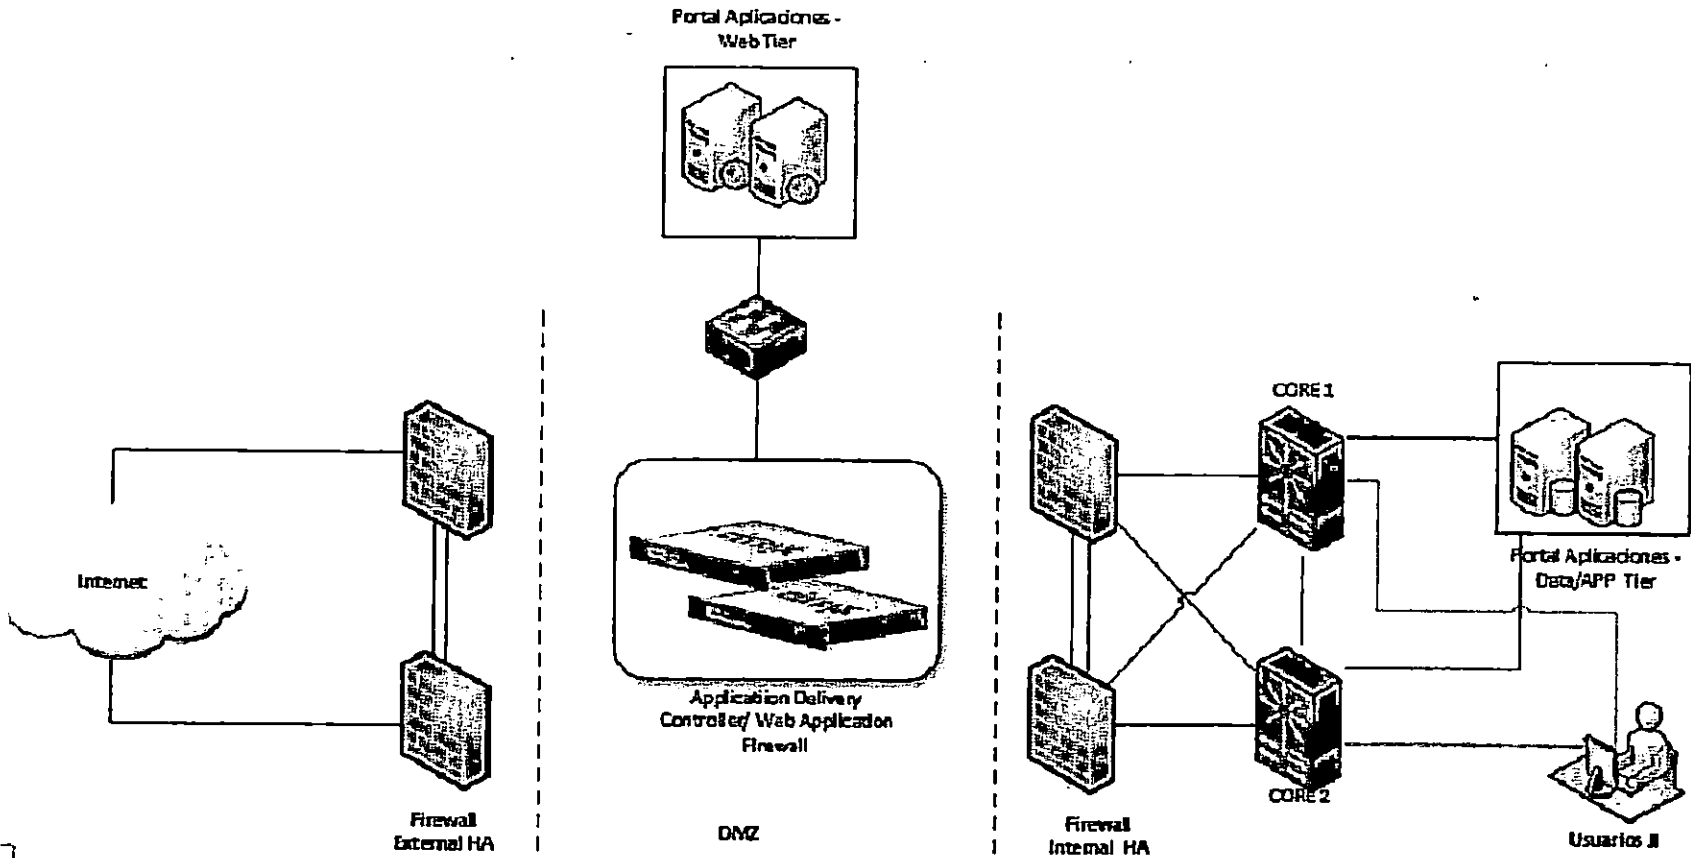 Portal Aplicaciones -
Web Tier
CORE 1
Internet
Portal Aplicaciones -
Data/APP Tier
Application Delivery
Controller/ Web Application
Firewall
CORE 2
Firewall
External HA
DMZ
Firewall
Internal HA
Usuarios JI